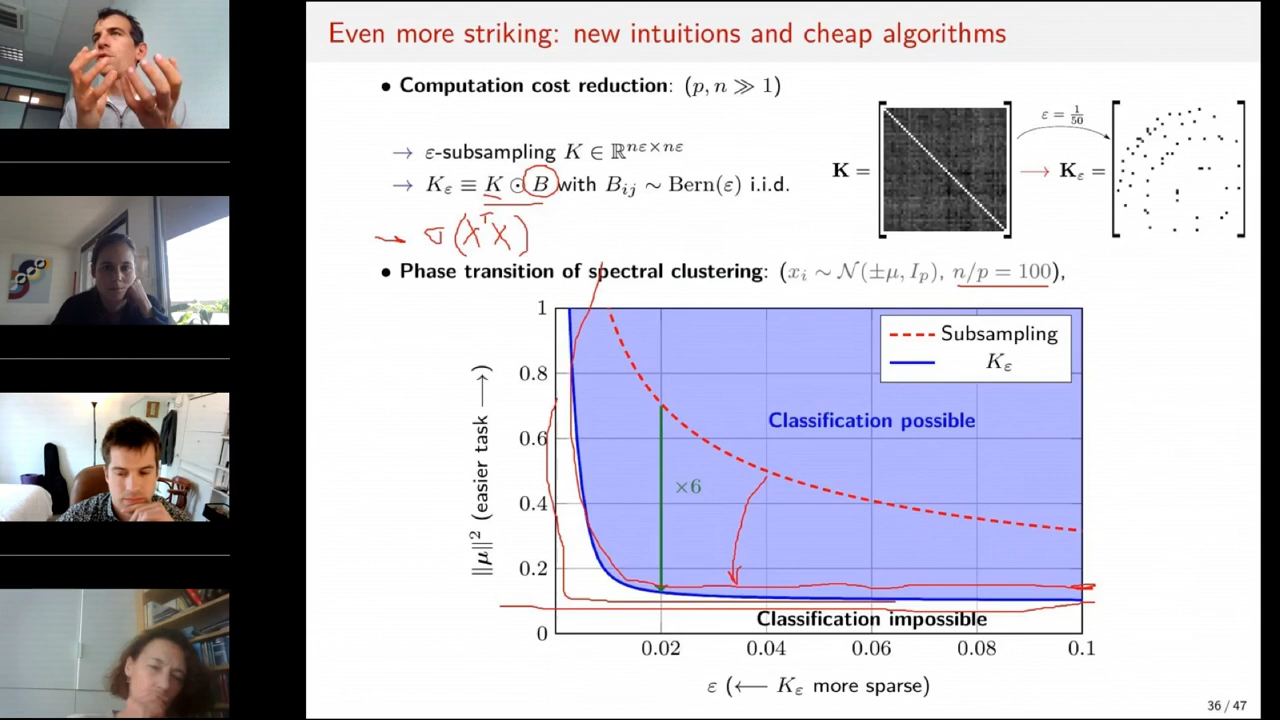 Even more striking: new intuitions and cheap algorithms
• Computation cost reduction: (p, n ≫ 1)
→ ε-subsampling K ∈ ℝ^{nε×nε}
→ K_ε ≡ K ⊙ B with B_{ij} ∼ Bern(ε) i.i.d.
σ(X^T X)
K =
ε = 1/50
→ K_ε =
• Phase transition of spectral clustering: (x_i ∼ 𝒩(±μ, I_p), n/p = 100),
1
0.8
0.6
0.4
0.2
0
‖μ‖² (easier task ⟶)
Subsampling
K_ε
Classification possible
×6
Classification impossible
0.02
0.04
0.06
0.08
0.1
ε (⟵ K_ε more sparse)
36 / 47